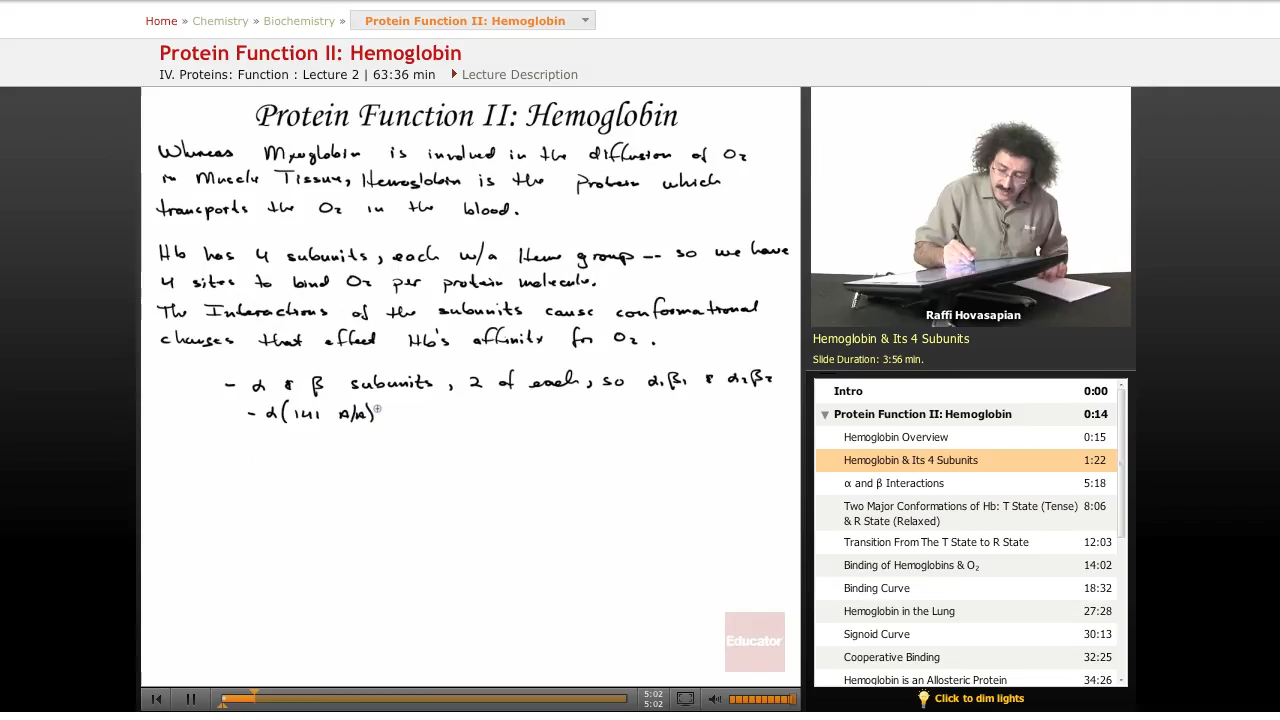 Home » Chemistry » Biochemistry » Protein Function II: Hemoglobin
Protein Function II: Hemoglobin
IV. Proteins: Function : Lecture 2 | 63:36 min Lecture Description
Protein Function II: Hemoglobin
Whereas Myoglobin is involved in the diffusion of O2
in Muscle Tissue, Hemoglobin is the Protein which
transports the O2 in the blood.
Hb has 4 subunits, each w/a Heme group -- so we have
4 sites to bind O2 per protein molecule.
The Interactions of the subunits cause conformational
changes that effect Hb's affinity for O2.
- α & β subunits, 2 of each, so α1β1 & α2β2
- α(141 A/A)
Educator
5:02
5:02
Raffi Hovasapian
Hemoglobin & Its 4 Subunits
Slide Duration: 3:56 min.
Intro 0:00
Protein Function II: Hemoglobin 0:14
Hemoglobin Overview 0:15
Hemoglobin & Its 4 Subunits 1:22
α and β Interactions 5:18
Two Major Conformations of Hb: T State (Tense) 8:06
& R State (Relaxed)
Transition From The T State to R State 12:03
Binding of Hemoglobins & O₂ 14:02
Binding Curve 18:32
Hemoglobin in the Lung 27:28
Signoid Curve 30:13
Cooperative Binding 32:25
Hemoglobin is an Allosteric Protein 34:26
Click to dim lights